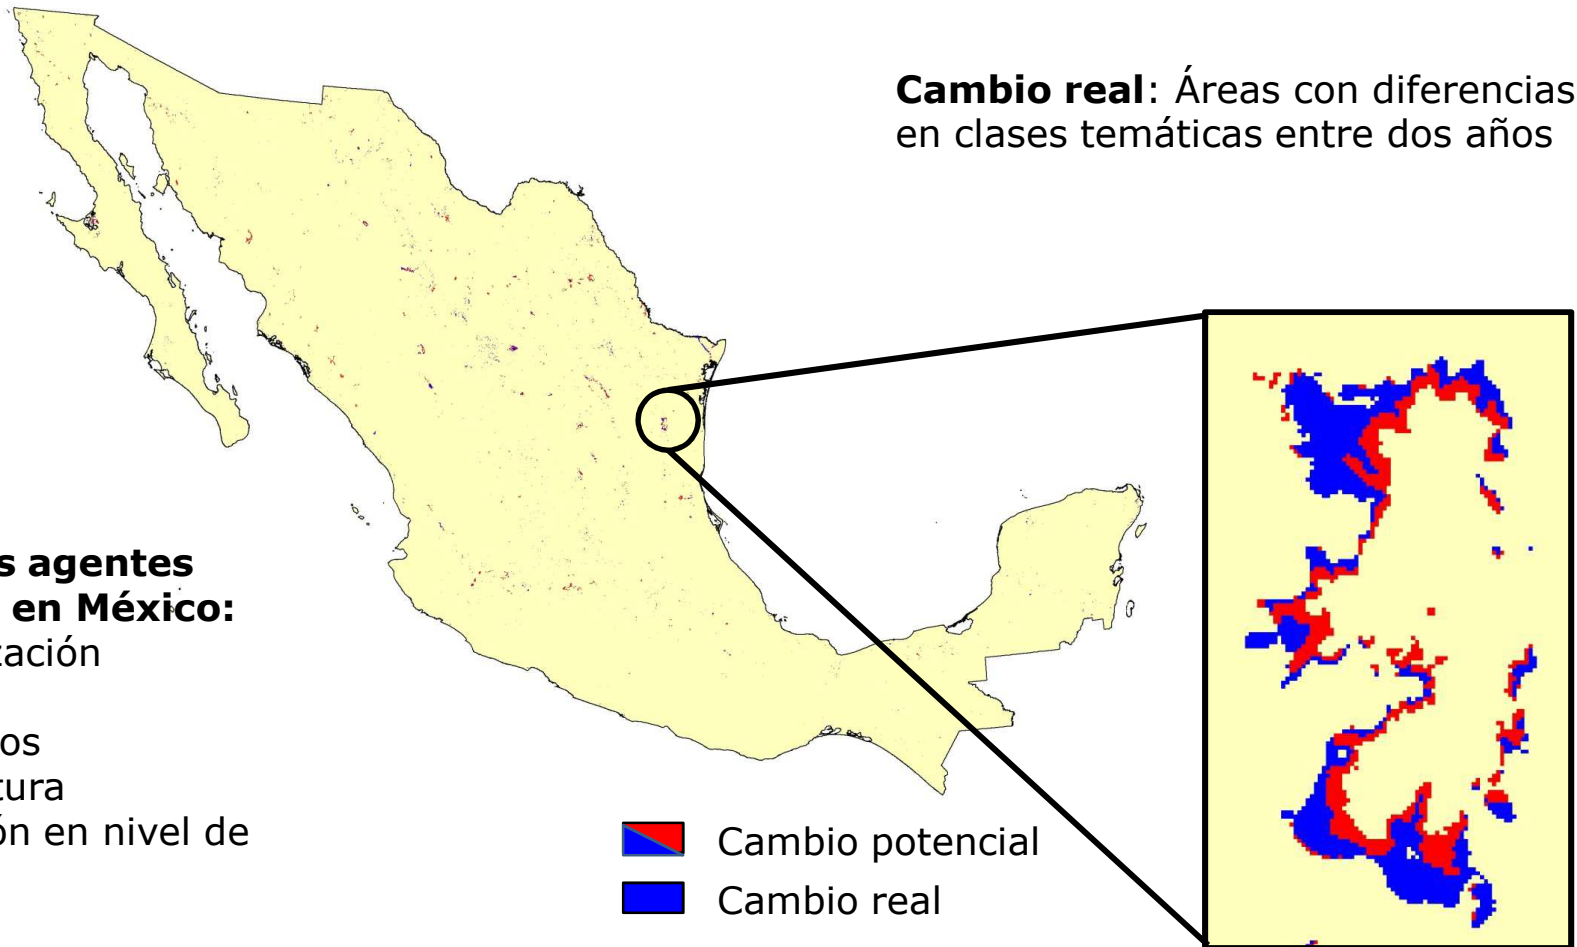 Cambio real: Áreas con diferencias
en clases temáticas entre dos años
s agentes
en México:
zación
os
tura
ón en nivel de
Cambio potencial
Cambio real